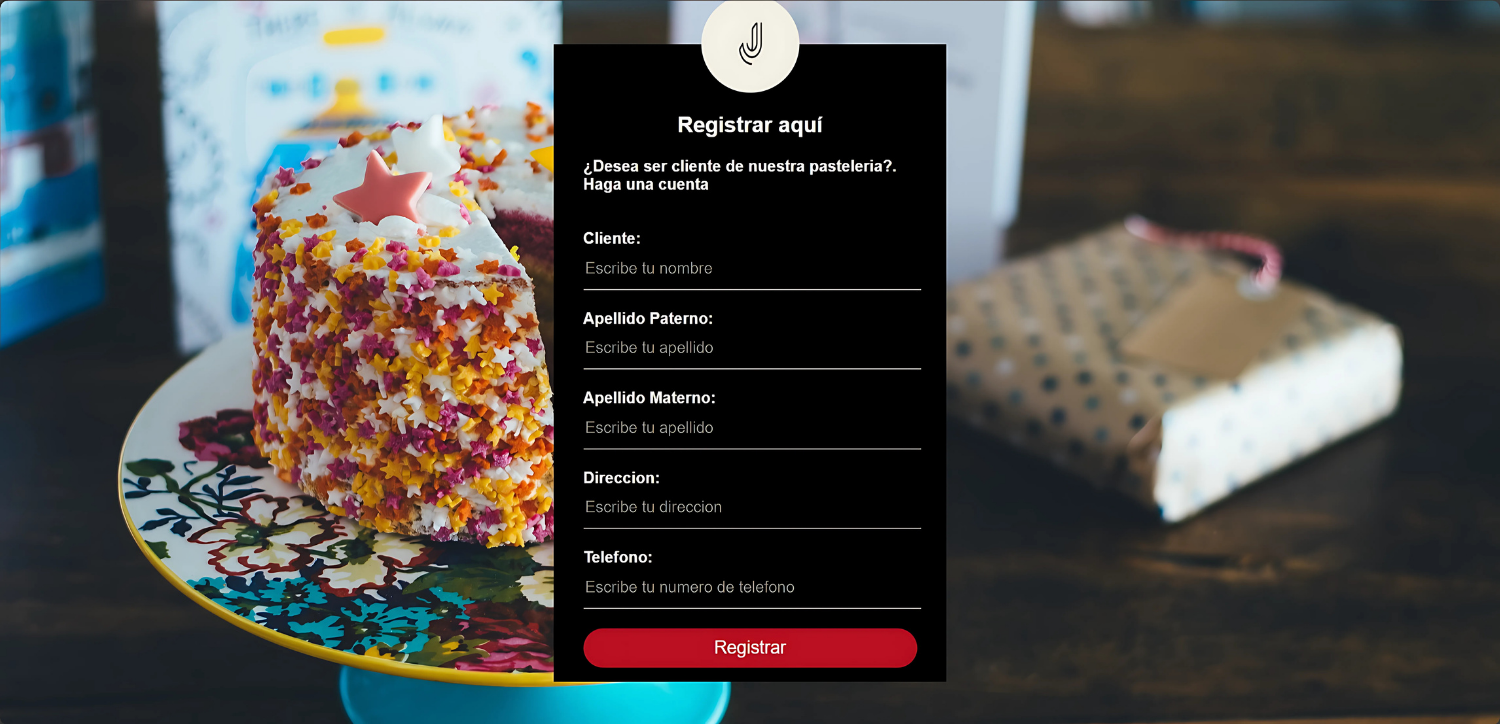 Registrar aquí
¿Desea ser cliente de nuestra pasteleria?.
Haga una cuenta
Cliente:
Escribe tu nombre
Apellido Paterno:
Escribe tu apellido
Apellido Materno:
Escribe tu apellido
Direccion:
Escribe tu direccion
Telefono:
Escribe tu numero de telefono
Registrar